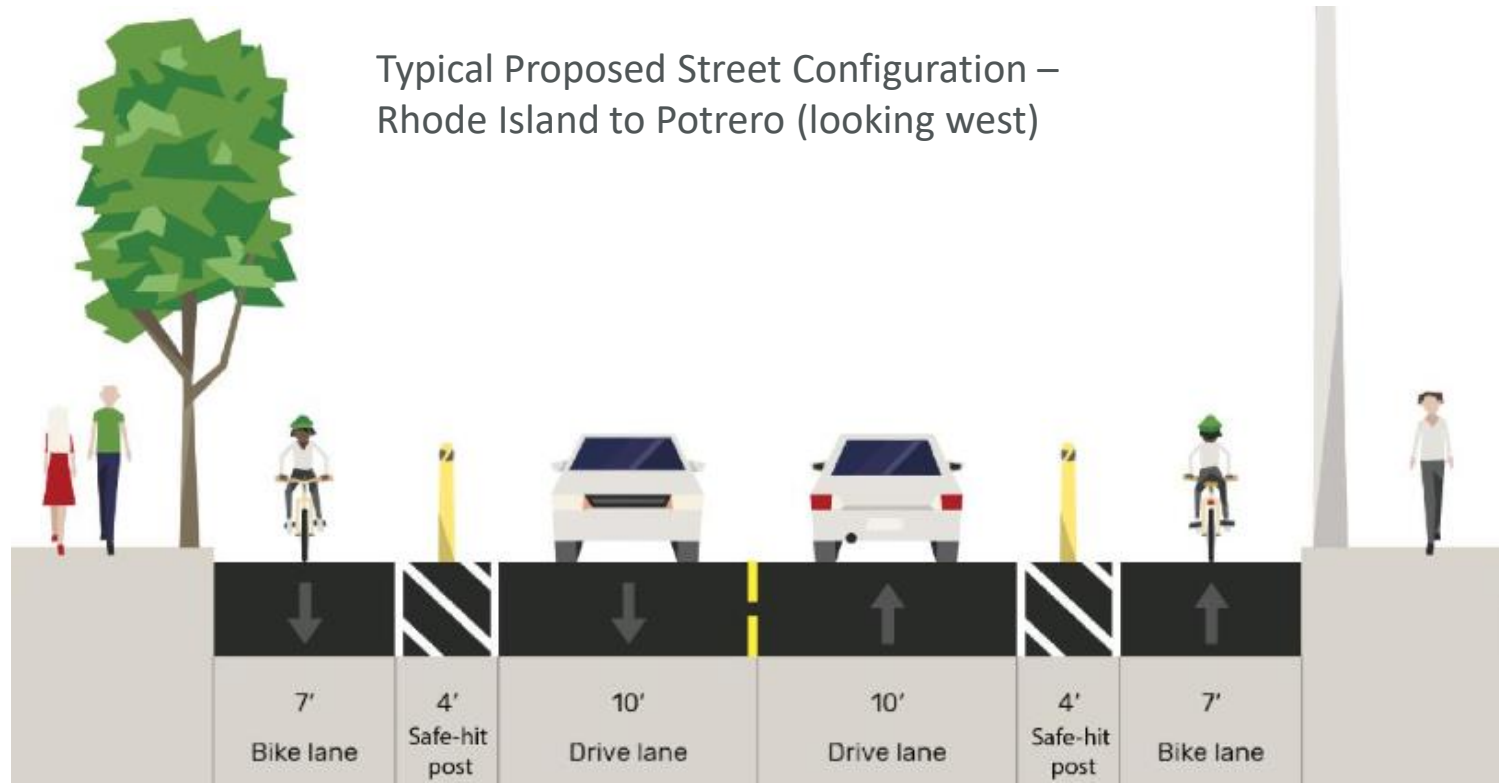 Typical Proposed Street Configuration –
Rhode Island to Potrero (looking west)
7’
Bike lane
4’
Safe-hit
post
10’
Drive lane
10’
Drive lane
4’
Safe-hit
post
7’
Bike lane